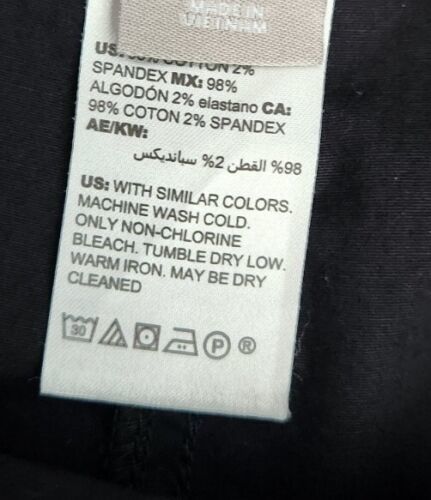 MADE IN
VIETNAM
US: 98% COTTON 2%
SPANDEX MX: 98%
ALGODÓN 2% elastano CA:
98% COTON 2% SPANDEX
AE/KW:
98% القطن 2% سبانديكس
US: WITH SIMILAR COLORS.
MACHINE WASH COLD.
ONLY NON-CHLORINE
BLEACH. TUMBLE DRY LOW.
WARM IRON. MAY BE DRY
CLEANED
30 P ®